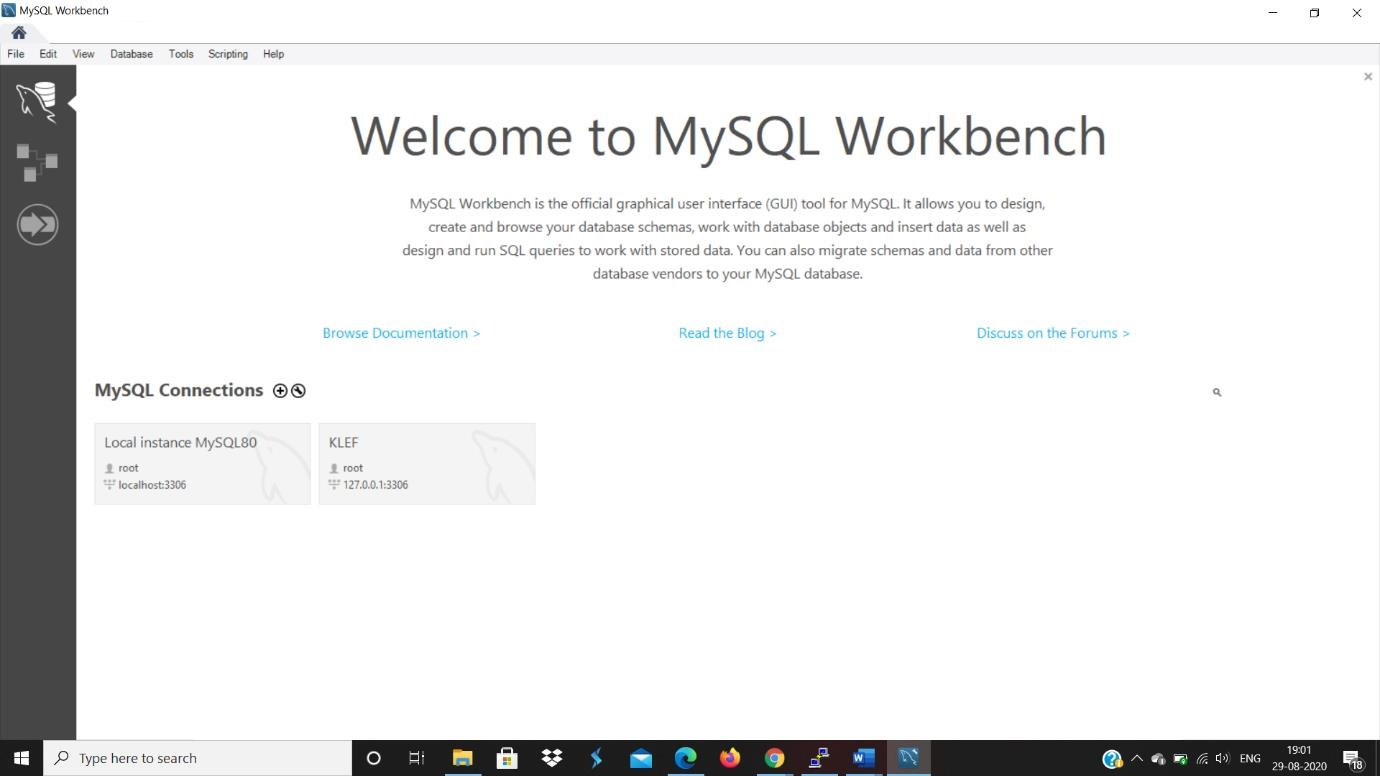 MySQL Workbench
File Edit View Database Tools Scripting Help
Welcome to MySQL Workbench
MySQL Workbench is the official graphical user interface (GUI) tool for MySQL. It allows you to design,
create and browse your database schemas, work with database objects and insert data as well as
design and run SQL queries to work with stored data. You can also migrate schemas and data from other
database vendors to your MySQL database.
Browse Documentation > Read the Blog > Discuss on the Forums >
MySQL Connections
Local instance MySQL80
root
localhost:3306
KLEF
root
127.0.0.1:3306
Type here to search
ENG
19:01
29-08-2020
18